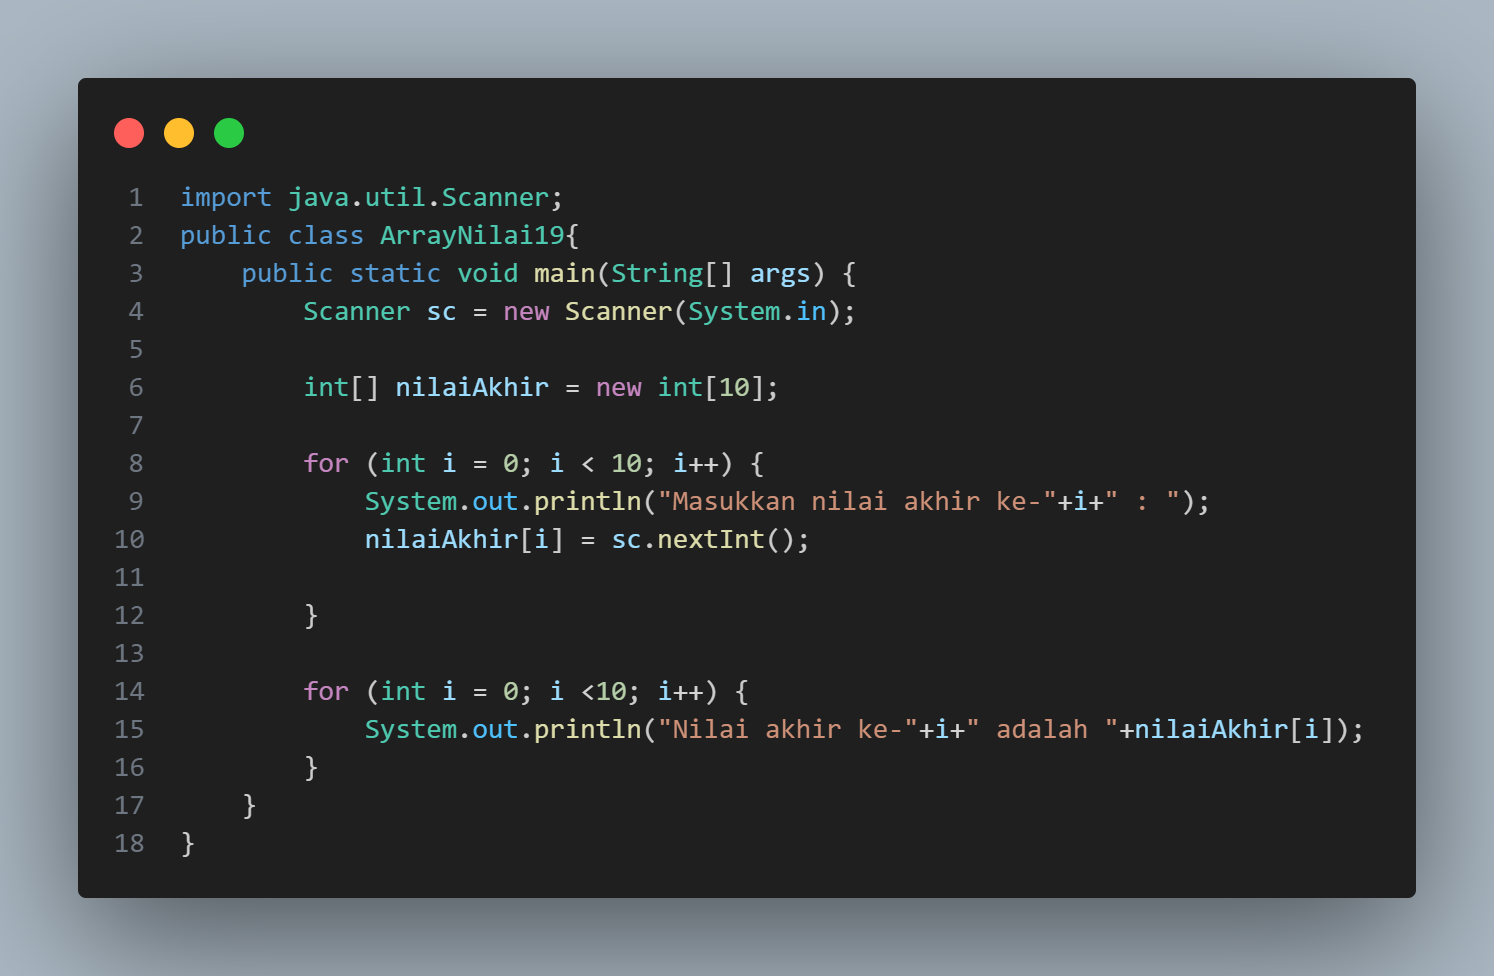 1 import java.util.Scanner;
2 public class ArrayNilai19{
3     public static void main(String[] args) {
4         Scanner sc = new Scanner(System.in);
5
6         int[] nilaiAkhir = new int[10];
7
8         for (int i = 0; i < 10; i++) {
9             System.out.println("Masukkan nilai akhir ke-"+i+" : ");
10             nilaiAkhir[i] = sc.nextInt();
11
12         }
13
14         for (int i = 0; i <10; i++) {
15             System.out.println("Nilai akhir ke-"+i+" adalah "+nilaiAkhir[i]);
16         }
17     }
18 }